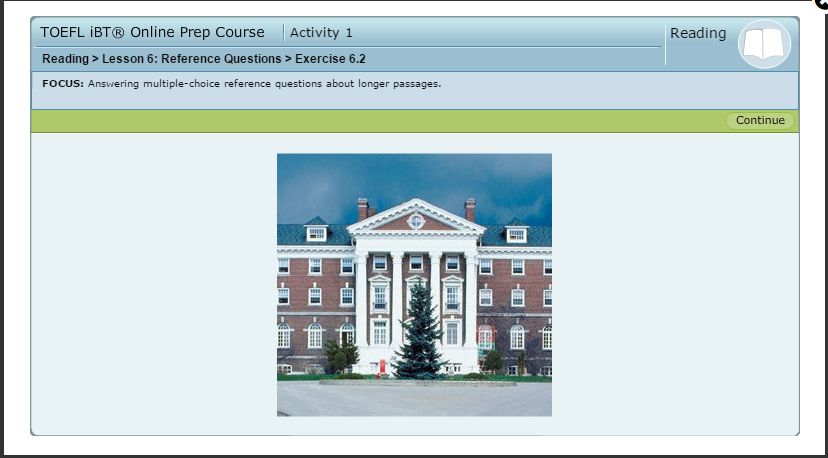 TOEFL iBT® Online Prep Course Activity 1 Reading
Reading > Lesson 6: Reference Questions > Exercise 6.2
FOCUS: Answering multiple-choice reference questions about longer passages.
Continue